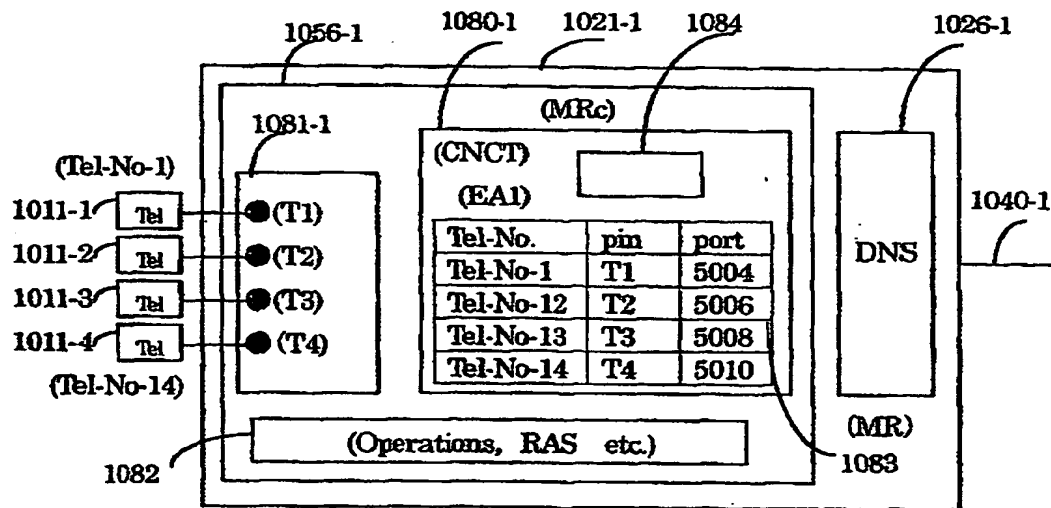 1056-1 1080-1 1021-1 1084 1026-1
(MRc)
1081-1
(CNCT)
(Tel-No-1)
(EA1)
1040-1
1011-1 Tel (T1)
Tel-No. pin port
DNS
1011-2 Tel (T2)
Tel-No-1 T1 5004
Tel-No-12 T2 5006
1011-3 Tel (T3)
Tel-No-13 T3 5008
1011-4 Tel (T4)
Tel-No-14 T4 5010
(Tel-No-14)
(MR)
(Operations, RAS etc.)
1082
1083